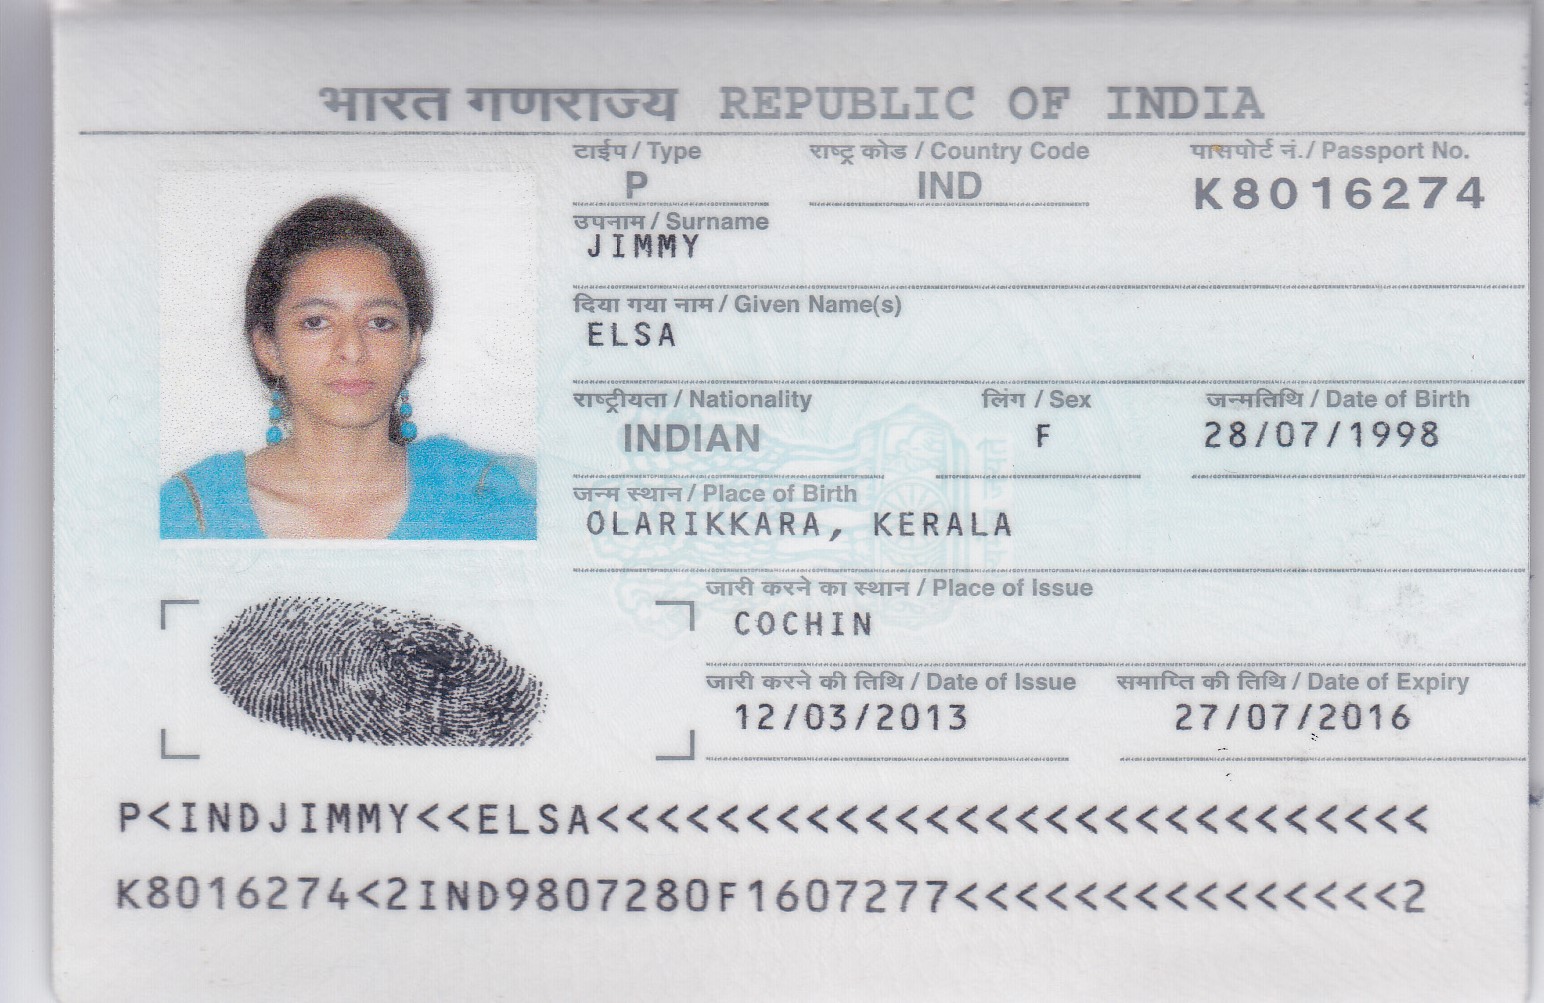 भारत गणराज्य REPUBLIC OF INDIA
टाईप / Type राष्ट्र कोड / Country Code पासपोर्ट नं./ Passport No.
P IND K8016274
उपनाम / Surname
JIMMY
दिया गया नाम / Given Name(s)
ELSA
राष्ट्रीयता / Nationality लिंग / Sex जन्मतिथि / Date of Birth
INDIAN F 28/07/1998
जन्म स्थान / Place of Birth
OLARIKKARA, KERALA
जारी करने का स्थान / Place of Issue
COCHIN
जारी करने की तिथि / Date of Issue समाप्ति की तिथि / Date of Expiry
12/03/2013 27/07/2016
P<INDJIMMY<<ELSA<<<<<<<<<<<<<<<<<<<<<<<<<<<<
K8016274<2IND9807280F1607277<<<<<<<<<<<<<<<2